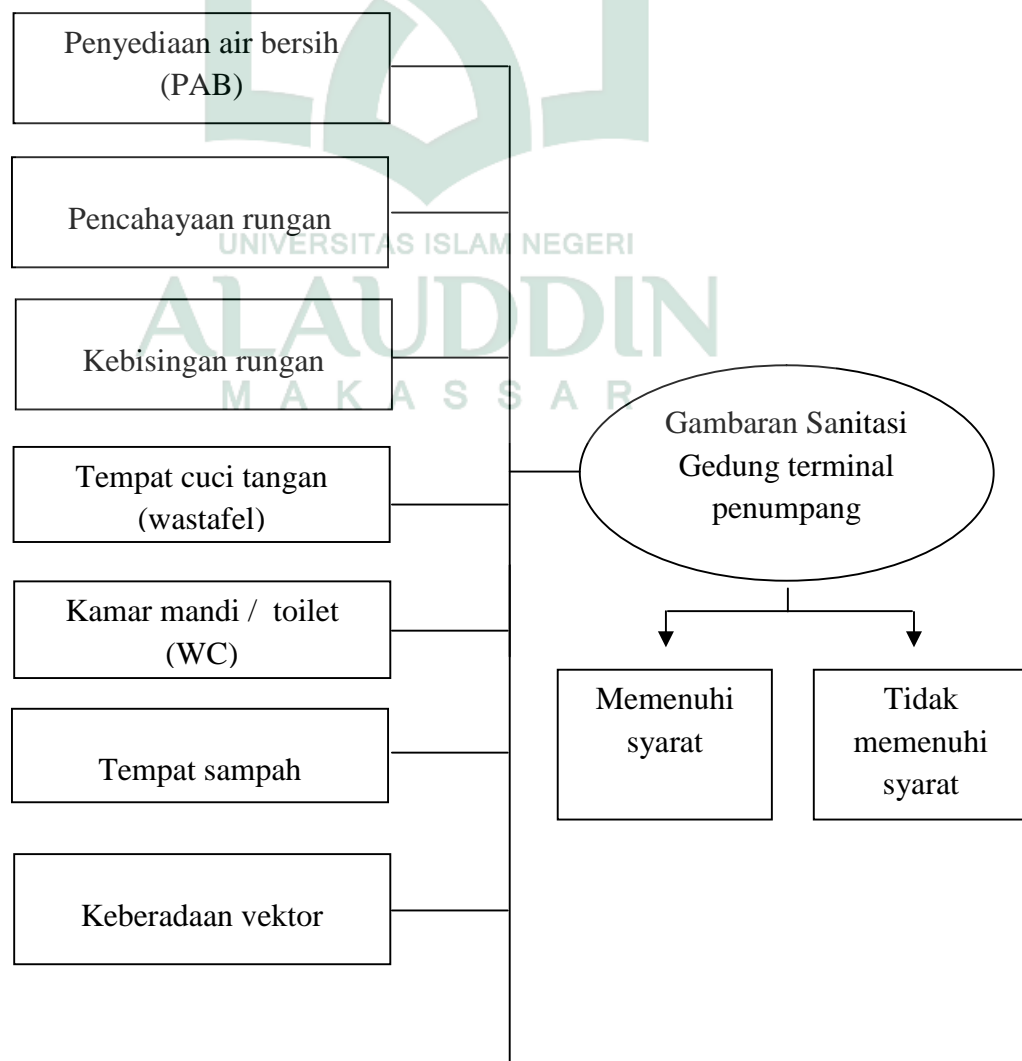 Penyediaan air bersih
(PAB)
Pencahayaan rungan
UNIVERSITAS ISLAM NEGERI
ALAUDDIN
MAKASSAR
Kebisingan rungan
Tempat cuci tangan
(wastafel)
Kamar mandi / toilet
(WC)
Tempat sampah
Keberadaan vektor
Gambaran Sanitasi
Gedung terminal
penumpang
Memenuhi
syarat
Tidak
memenuhi
syarat